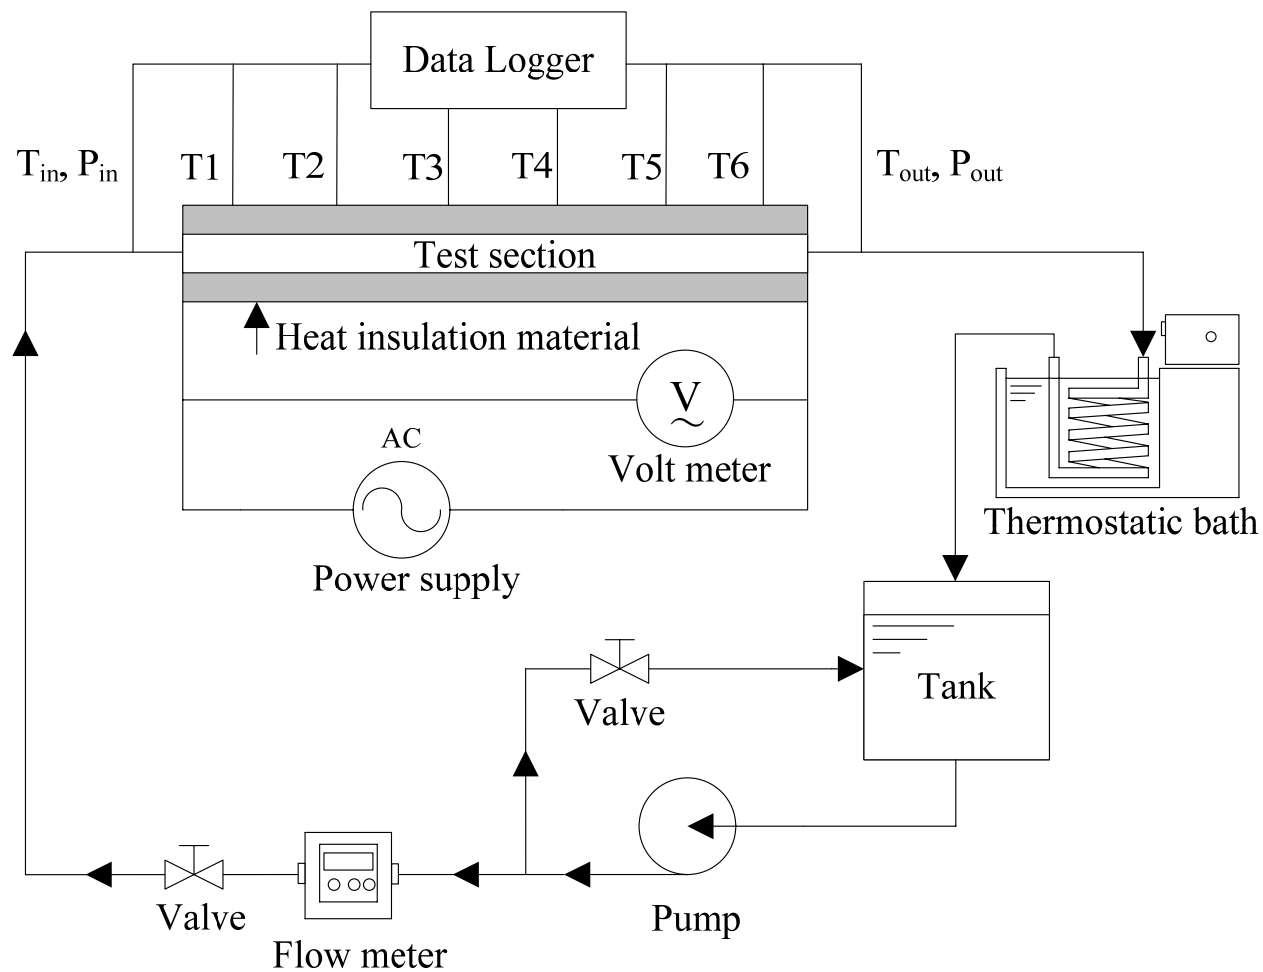 Data Logger
Tin, Pin
T1
T2
T3
T4
T5
T6
Tout, Pout
Test section
Heat insulation material
V
AC
Volt meter
Thermostatic bath
Power supply
Tank
Valve
Valve
Pump
Flow meter